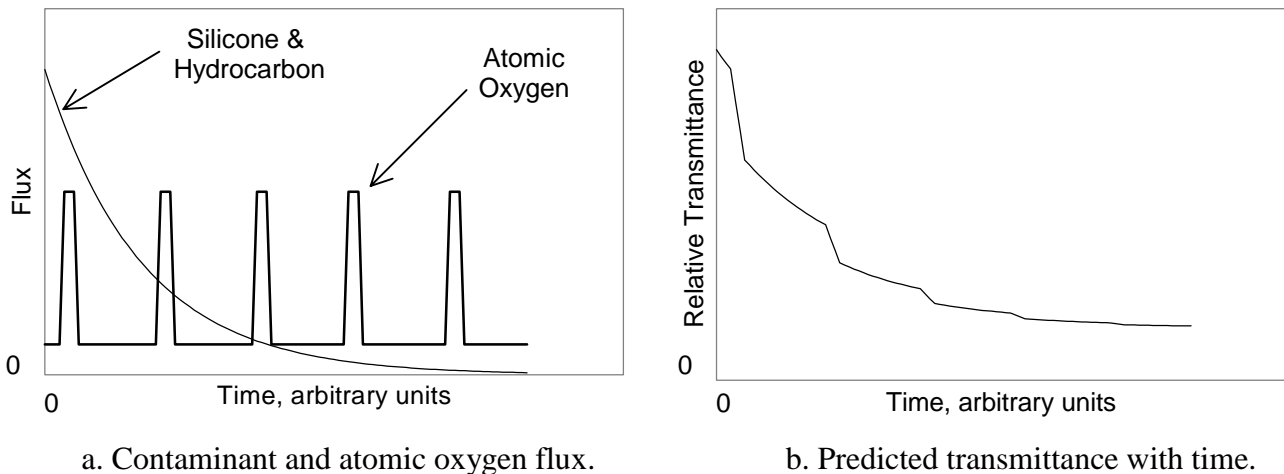 Silicone &
Hydrocarbon
Atomic
Oxygen
Flux
0
0
Time, arbitrary units
a. Contaminant and atomic oxygen flux.
Relative Transmittance
0
0
Time, arbitrary units
b. Predicted transmittance with time.